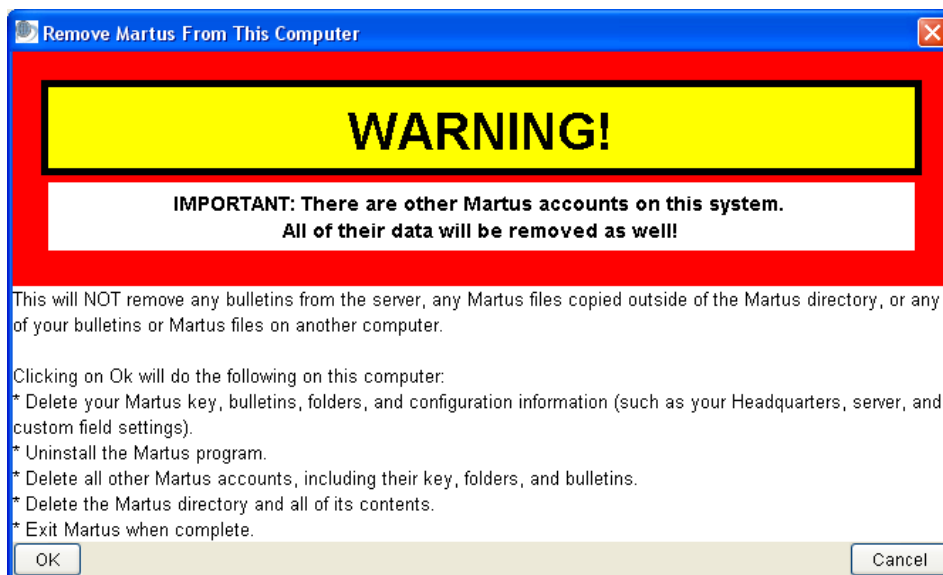 Remove Martus From This Computer
WARNING!
IMPORTANT: There are other Martus accounts on this system.
All of their data will be removed as well!
This will NOT remove any bulletins from the server, any Martus files copied outside of the Martus directory, or any
of your bulletins or Martus files on another computer.
Clicking on Ok will do the following on this computer:
* Delete your Martus key, bulletins, folders, and configuration information (such as your Headquarters, server, and
custom field settings).
* Uninstall the Martus program.
* Delete all other Martus accounts, including their key, folders, and bulletins.
* Delete the Martus directory and all of its contents.
* Exit Martus when complete.
OK Cancel